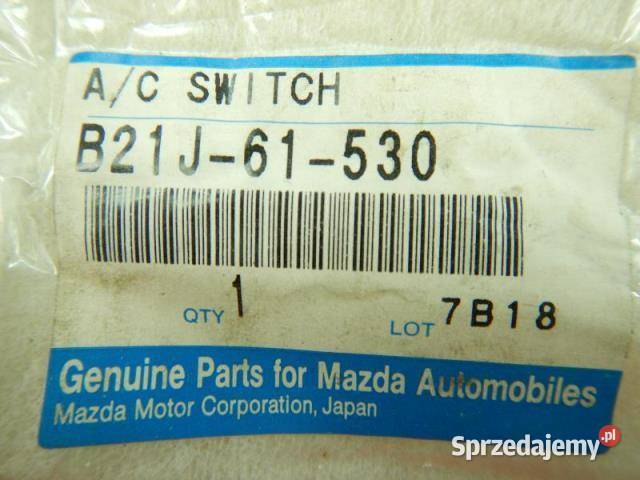 A/C SWITCH
B21J-61-530
QTY 1 LOT 7B18
Genuine Parts for Mazda Automobiles
Mazda Motor Corporation, Japan
Sprzedajemy.pl